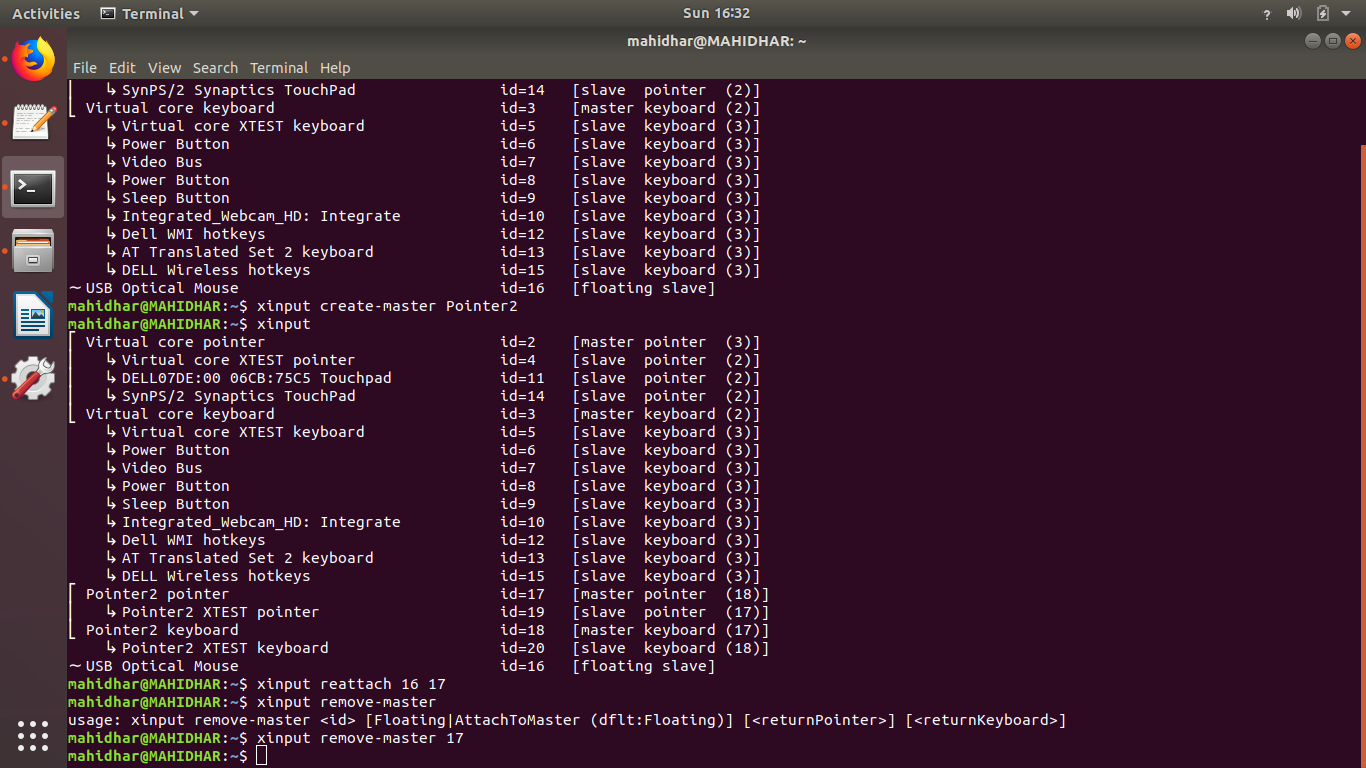 Activities Terminal Sun 16:32 ?
mahidhar@MAHIDHAR: ~
File Edit View Search Terminal Help
↳ SynPS/2 Synaptics TouchPad id=14 [slave pointer (2)]
⎣ Virtual core keyboard id=3 [master keyboard (2)]
↳ Virtual core XTEST keyboard id=5 [slave keyboard (3)]
↳ Power Button id=6 [slave keyboard (3)]
↳ Video Bus id=7 [slave keyboard (3)]
↳ Power Button id=8 [slave keyboard (3)]
↳ Sleep Button id=9 [slave keyboard (3)]
↳ Integrated_Webcam_HD: Integrate id=10 [slave keyboard (3)]
↳ Dell WMI hotkeys id=12 [slave keyboard (3)]
↳ AT Translated Set 2 keyboard id=13 [slave keyboard (3)]
↳ DELL Wireless hotkeys id=15 [slave keyboard (3)]
~ USB Optical Mouse id=16 [floating slave]
mahidhar@MAHIDHAR:~$ xinput create-master Pointer2
mahidhar@MAHIDHAR:~$ xinput
⎡ Virtual core pointer id=2 [master pointer (3)]
⎜ ↳ Virtual core XTEST pointer id=4 [slave pointer (2)]
⎜ ↳ DELL07DE:00 06CB:75C5 Touchpad id=11 [slave pointer (2)]
⎜ ↳ SynPS/2 Synaptics TouchPad id=14 [slave pointer (2)]
⎣ Virtual core keyboard id=3 [master keyboard (2)]
↳ Virtual core XTEST keyboard id=5 [slave keyboard (3)]
↳ Power Button id=6 [slave keyboard (3)]
↳ Video Bus id=7 [slave keyboard (3)]
↳ Power Button id=8 [slave keyboard (3)]
↳ Sleep Button id=9 [slave keyboard (3)]
↳ Integrated_Webcam_HD: Integrate id=10 [slave keyboard (3)]
↳ Dell WMI hotkeys id=12 [slave keyboard (3)]
↳ AT Translated Set 2 keyboard id=13 [slave keyboard (3)]
↳ DELL Wireless hotkeys id=15 [slave keyboard (3)]
⎡ Pointer2 pointer id=17 [master pointer (18)]
⎜ ↳ Pointer2 XTEST pointer id=19 [slave pointer (17)]
⎣ Pointer2 keyboard id=18 [master keyboard (17)]
↳ Pointer2 XTEST keyboard id=20 [slave keyboard (18)]
~ USB Optical Mouse id=16 [floating slave]
mahidhar@MAHIDHAR:~$ xinput reattach 16 17
mahidhar@MAHIDHAR:~$ xinput remove-master
usage: xinput remove-master <id> [Floating|AttachToMaster (dflt:Floating)] [<returnPointer>] [<returnKeyboard>]
mahidhar@MAHIDHAR:~$ xinput remove-master 17
mahidhar@MAHIDHAR:~$